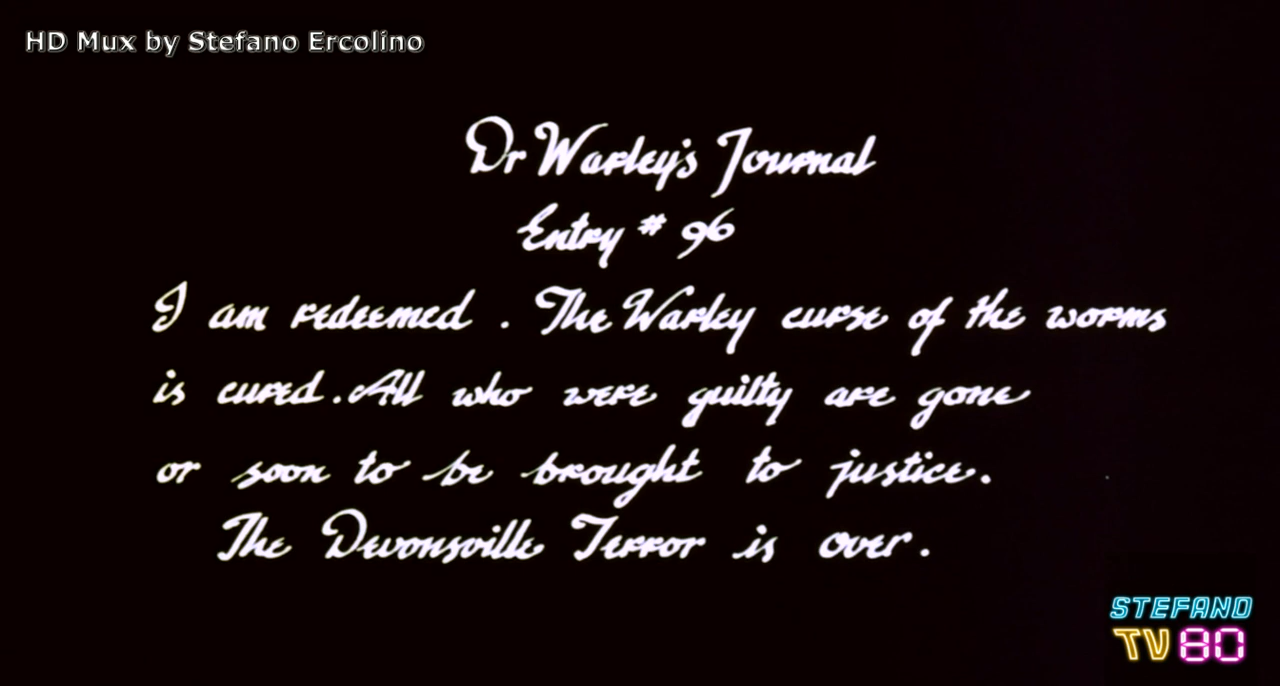 HD Mux by Stefano Ercolino
Dr Warley's Journal
Entry # 96
I am redeemed . The Warley curse of the worms
is cured. All who were guilty are gone
or soon to be brought to justice.
The Devonsville Terror is over.
STEFANO
TV80